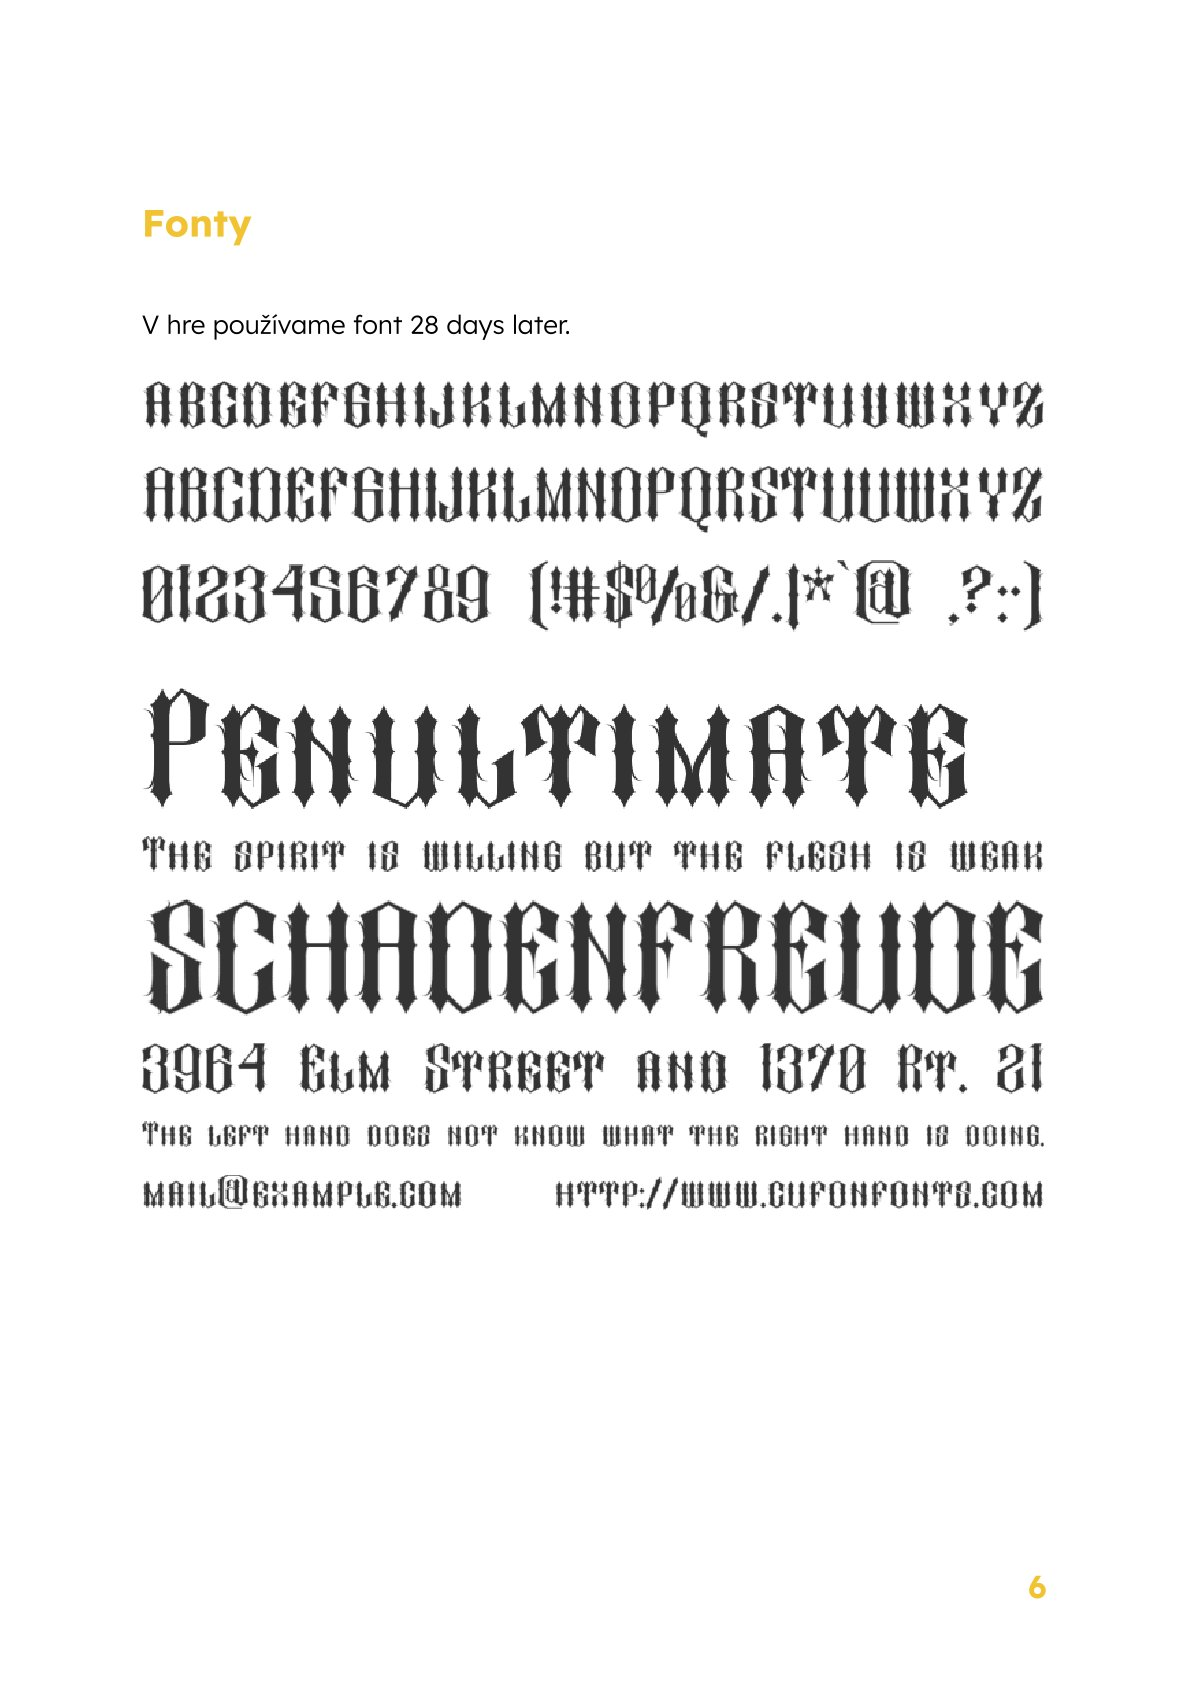 Fonty
V hre používame font 28 days later.
ABCDEFGHIJKLMNOPQRSTUVWXYZ
ABCDEFGHIJKLMNOPQRSTUVWXYZ
0123456789 (!#$%&/.|*`@ ,?:·)
PENULTIMATE
THE SPIRIT IS WILLING BUT THE FLESH IS WEAK
SCHADENFREUDE
3964 ELM STREET AND 1370 RT. 21
THE LEFT HAND DOES NOT KNOW WHAT THE RIGHT HAND IS DOING.
MAIL@EXAMPLE.COM HTTP://WWW.CUFONFONTS.COM
6